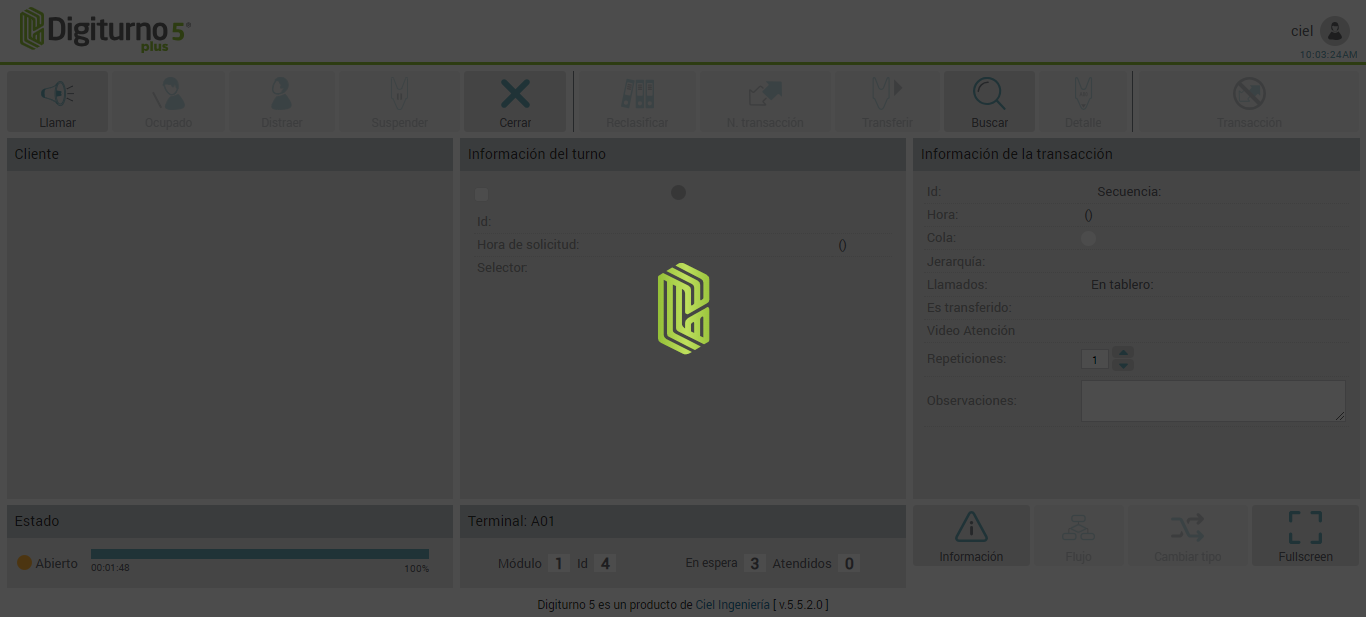 Digiturno 5®
plus
ciel
10:03:24AM
Llamar
Ocupado
Distraer
Suspender
Cerrar
Reclasificar
N. transacción
Transferir
Buscar
Detalle
Transacción
Cliente
Información del turno
Id:
Hora de solicitud: ()
Selector:
Información de la transacción
Id: Secuencia:
Hora: ()
Cola:
Jerarquía:
Llamados: En tablero:
Es transferido:
Video Atención
Repeticiones: 1
Observaciones:
Estado
Abierto
00:01:48 100%
Terminal: A01
Módulo 1 Id 4 En espera 3 Atendidos 0
Información
Flujo
Cambiar tipo
Fullscreen
Digiturno 5 es un producto de Ciel Ingeniería [ v.5.5.2.0 ]